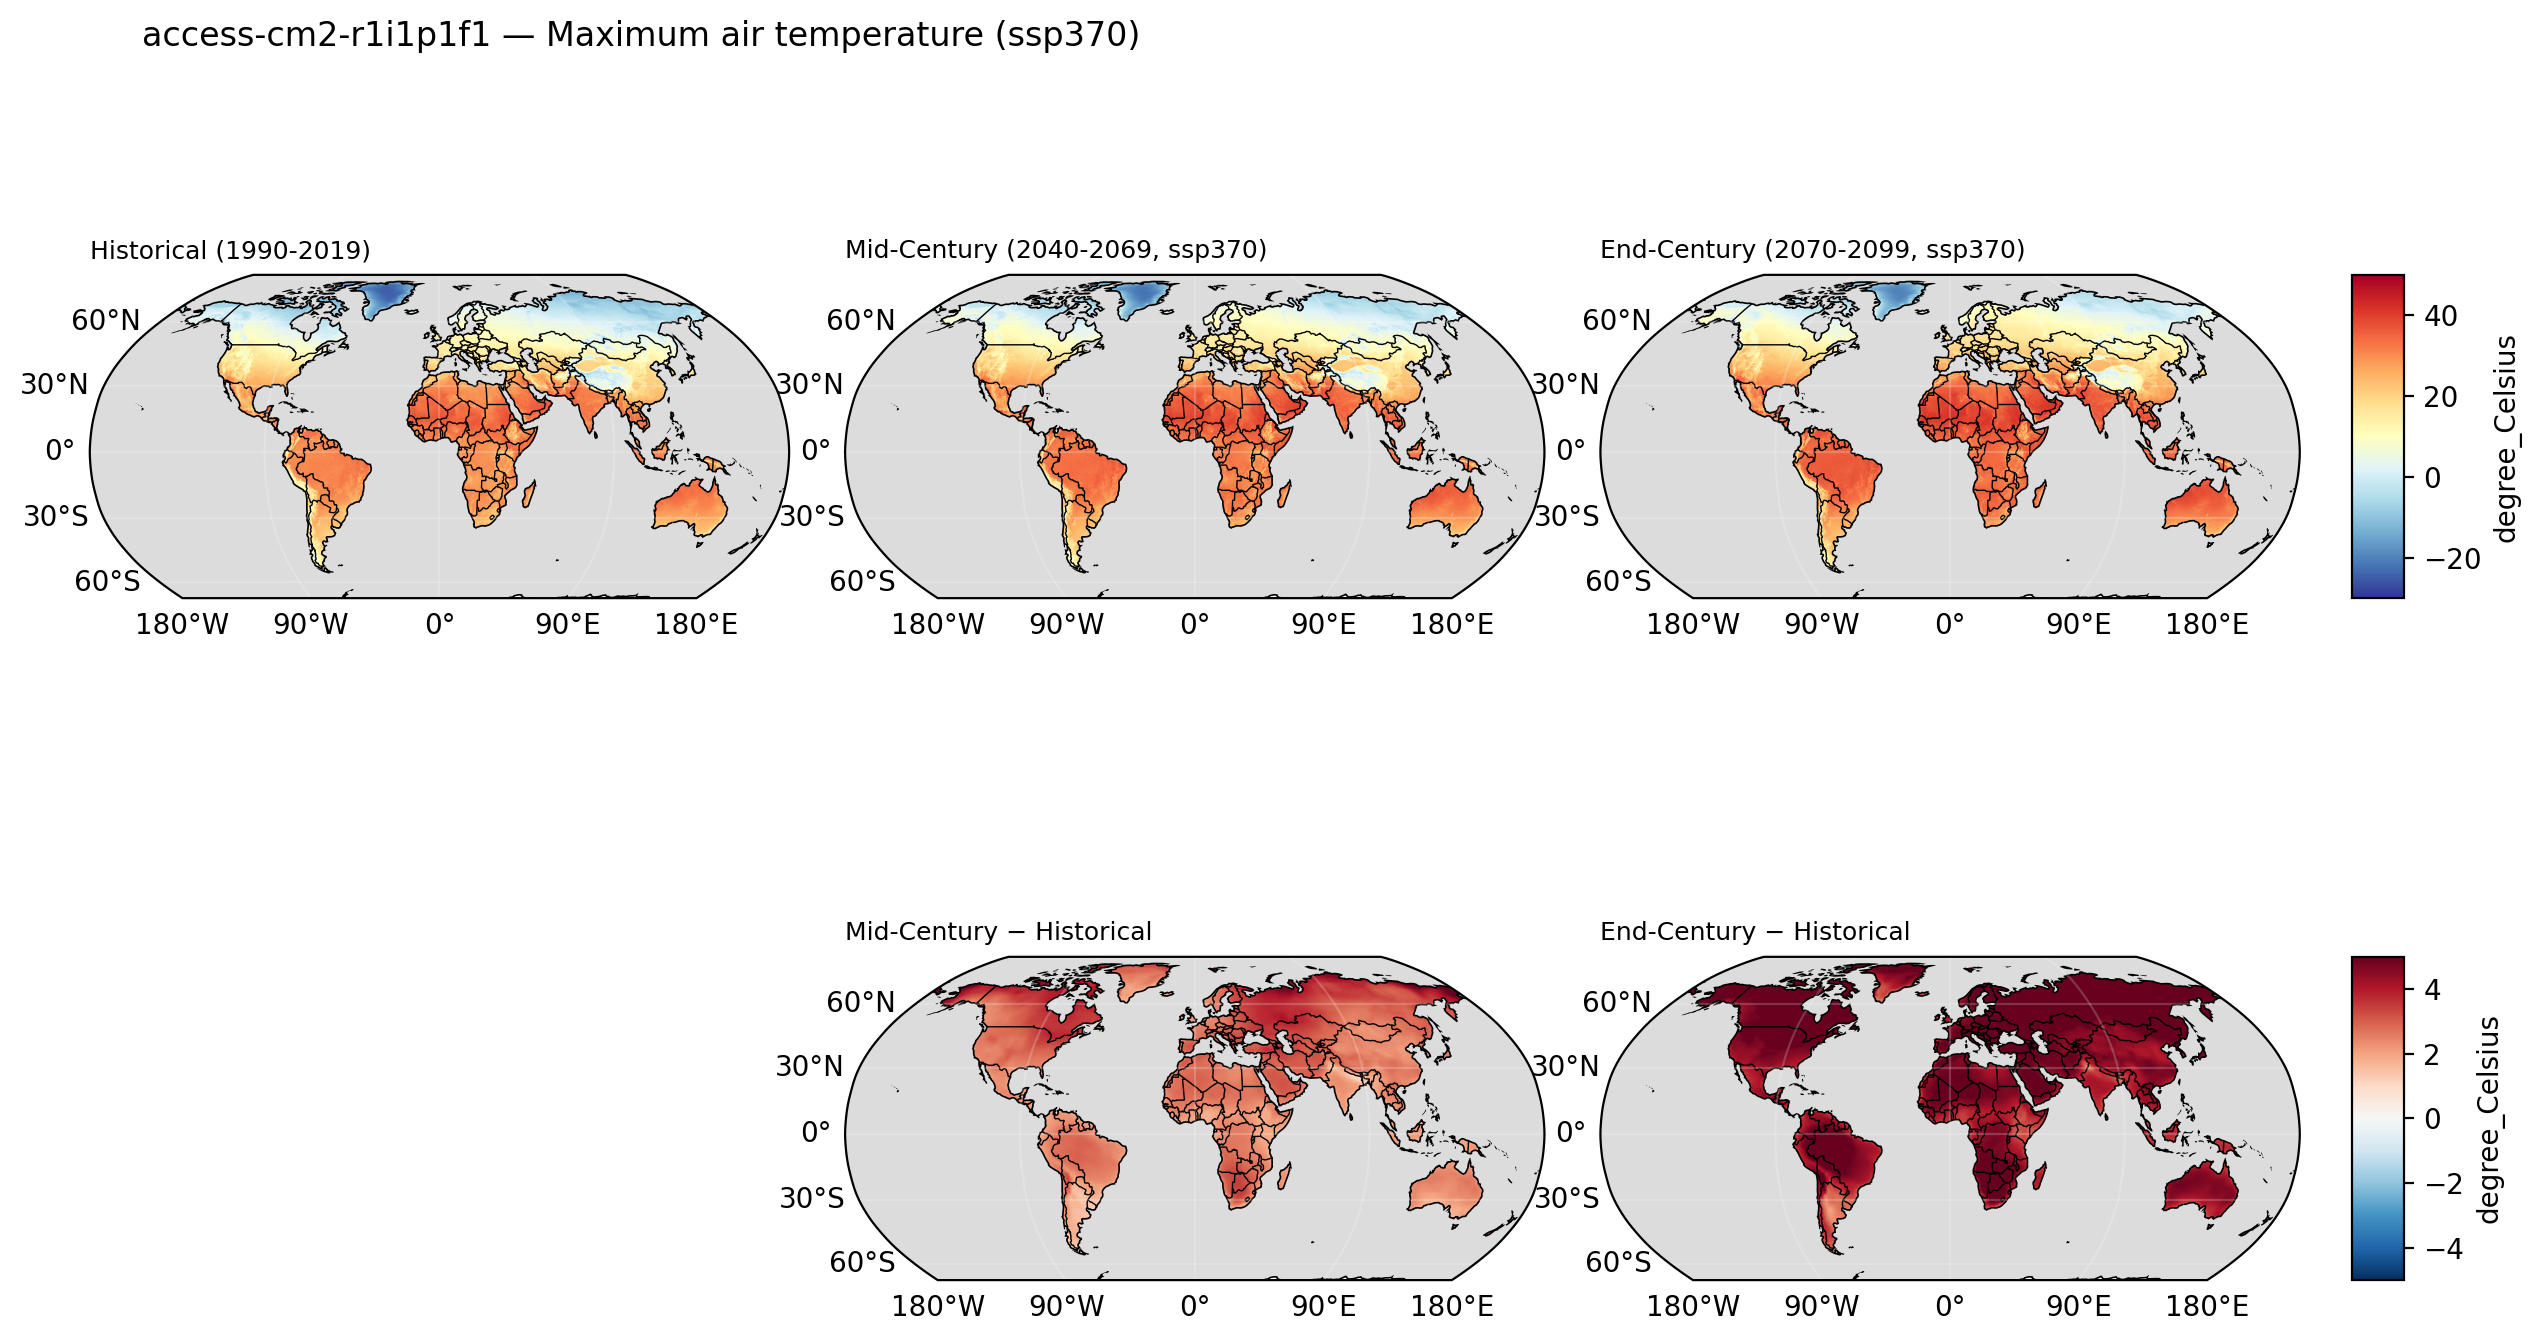 access-cm2-r1i1p1f1 — Maximum air temperature (ssp370)
Historical (1990-2019)
60°N
30°N
0°
30°S
60°S
180°W 90°W 0° 90°E 180°E
Mid-Century (2040-2069, ssp370)
60°N
30°N
0°
30°S
60°S
180°W 90°W 0° 90°E 180°E
End-Century (2070-2099, ssp370)
60°N
30°N
0°
30°S
60°S
180°W 90°W 0° 90°E 180°E
40
20
0
−20
degree_Celsius
Mid-Century − Historical
60°N
30°N
0°
30°S
60°S
180°W 90°W 0° 90°E 180°E
End-Century − Historical
60°N
30°N
0°
30°S
60°S
180°W 90°W 0° 90°E 180°E
4
2
0
−2
−4
degree_Celsius